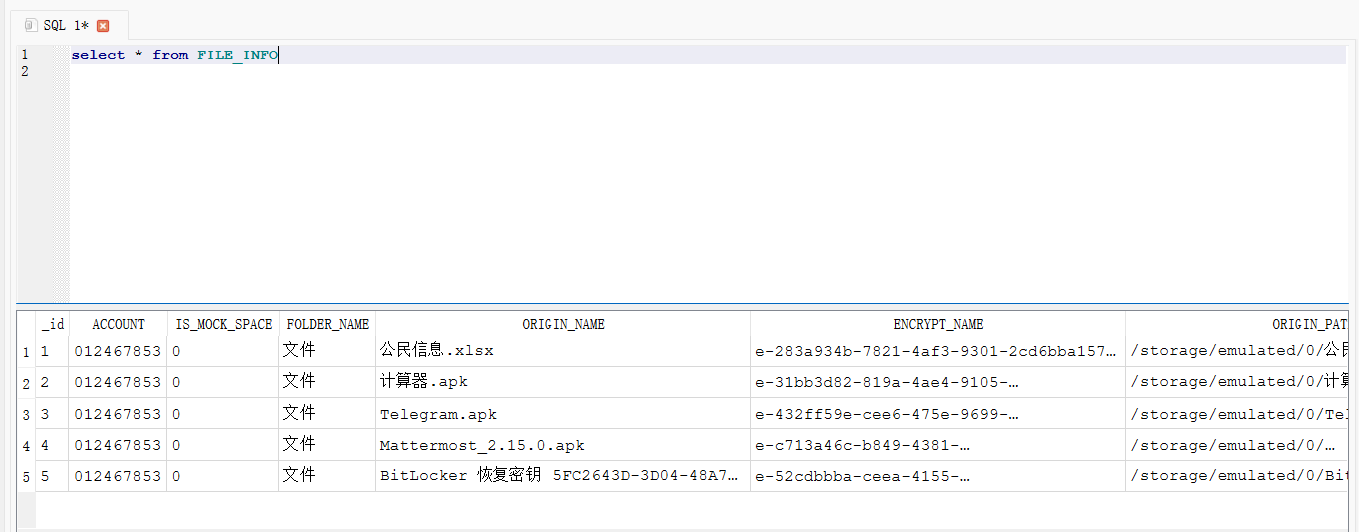 SQL 1*
1 select * from FILE_INFO
2
_id ACCOUNT IS_MOCK_SPACE FOLDER_NAME ORIGIN_NAME ENCRYPT_NAME ORIGIN_PAT
1 1 012467853 0 文件 公民信息.xlsx e-283a934b-7821-4af3-9301-2cd6bba157… /storage/emulated/0/公民
2 2 012467853 0 文件 计算器.apk e-31bb3d82-819a-4ae4-9105-… /storage/emulated/0/计算
3 3 012467853 0 文件 Telegram.apk e-432ff59e-cee6-475e-9699-… /storage/emulated/0/Tel
4 4 012467853 0 文件 Mattermost_2.15.0.apk e-c713a46c-b849-4381-… /storage/emulated/0/…
5 5 012467853 0 文件 BitLocker 恢复密钥 5FC2643D-3D04-48A7… e-52cdbbba-ceea-4155-… /storage/emulated/0/Bit